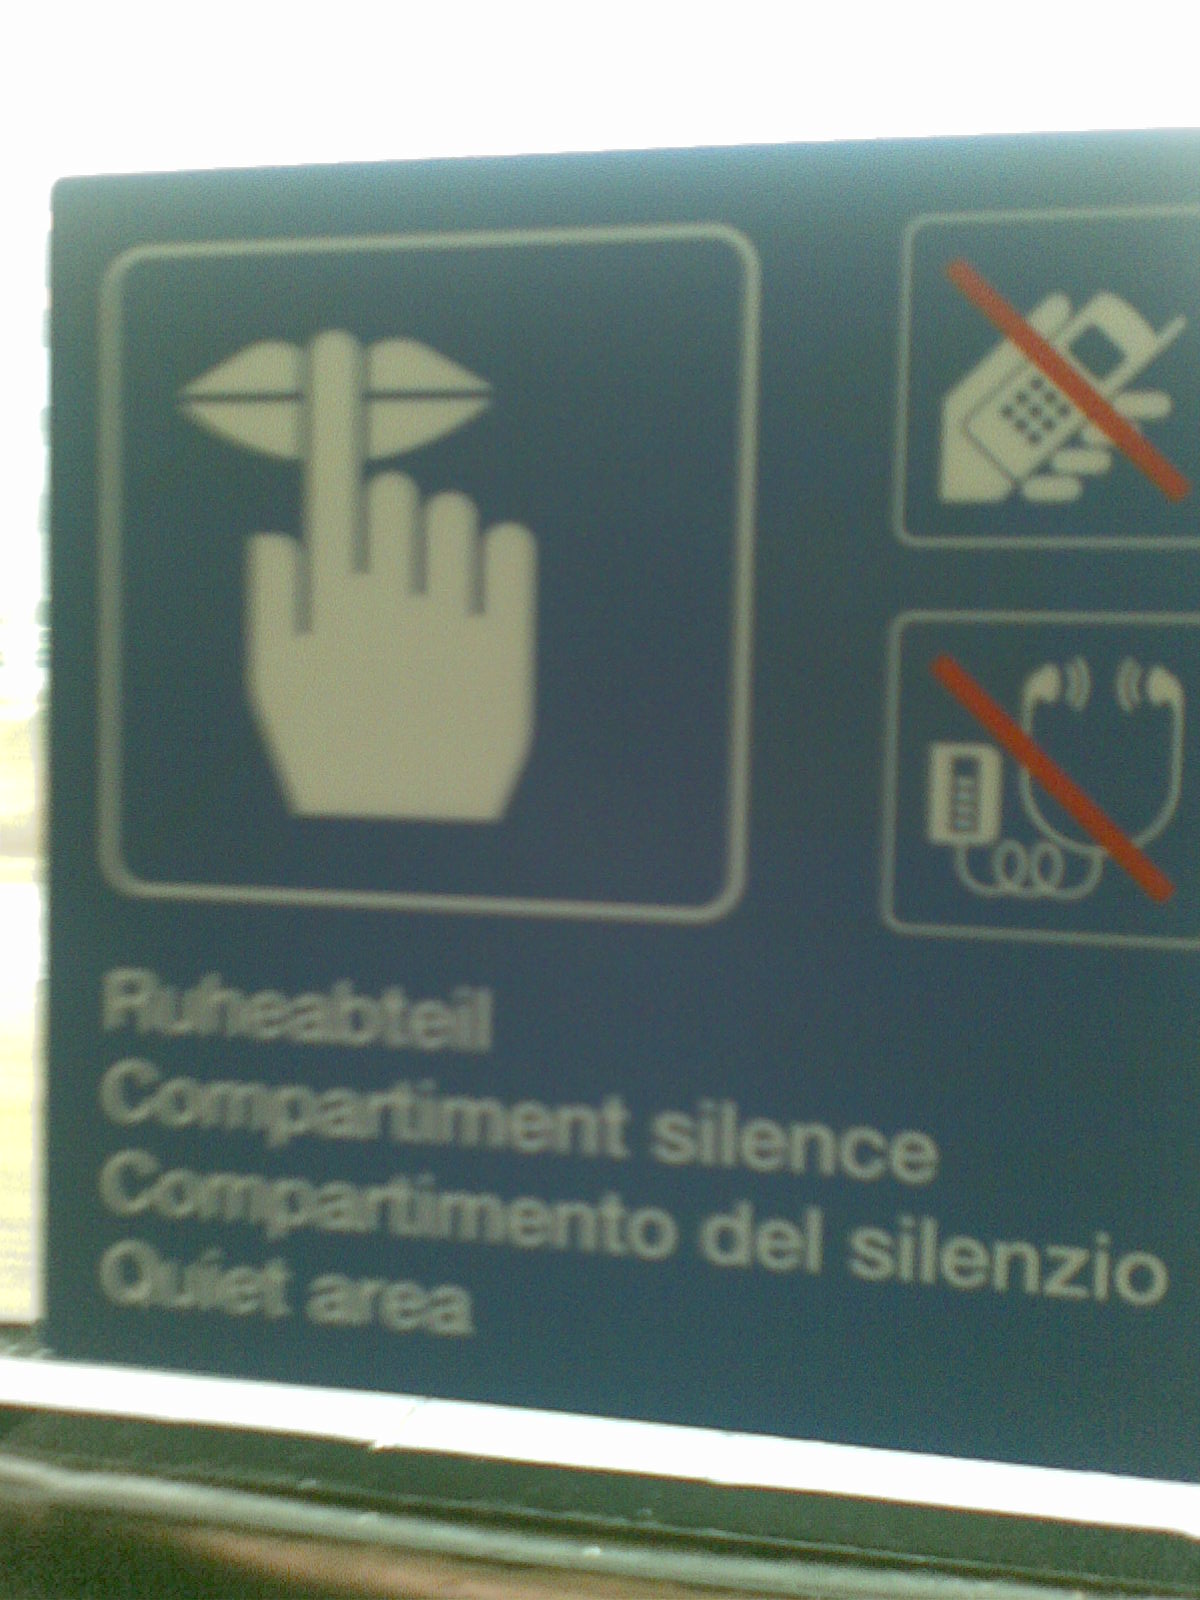 Ruheabteil
Compartiment silence
Compartimento del silenzio
Quiet area